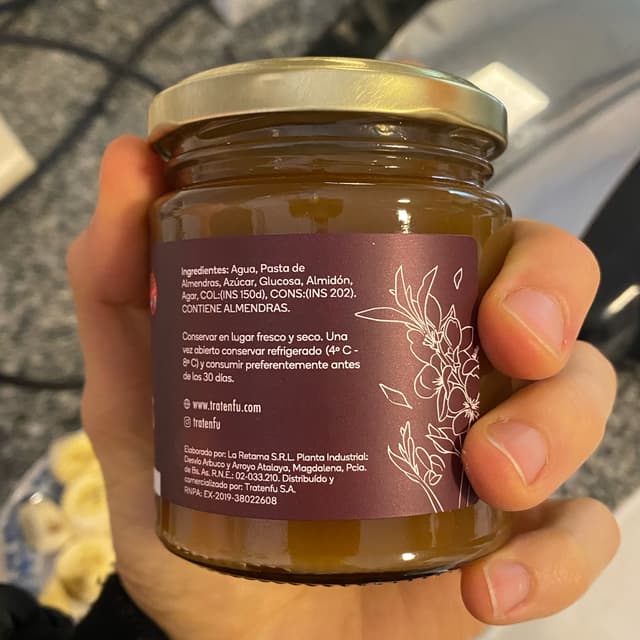 Ingredientes: Agua, Pasta de
Almendras, Azúcar, Glucosa, Almidón,
Agar, COL:(INS 150d), CONS:(INS 202).
CONTIENE ALMENDRAS.
Conservar en lugar fresco y seco. Una
vez abierto conservar refrigerado (4º C -
8º C) y consumir preferentemente antes
de los 30 días.
www.tratenfu.com
tratenfu
Elaborado por: La Retama S.R.L. Planta Industrial:
Desvío Arbuco y Arroyo Atalaya, Magdalena, Pcia.
de Bs. As. R.N.E.: 02-033.210. Distribuído y
comercializado por: Tratenfu S.A.
RNPA: EX-2019-38022608